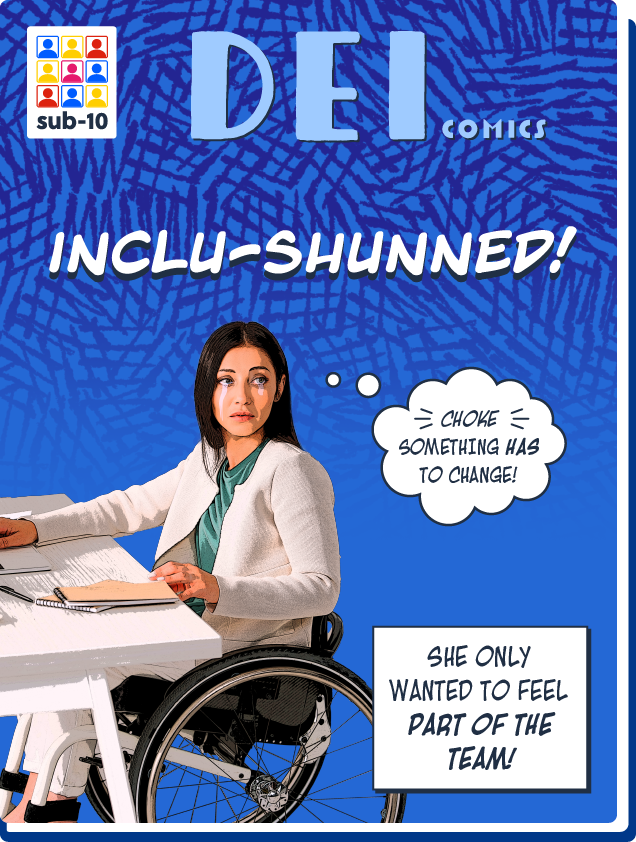 sub-10
DEI
COMICS
INCLU-SHUNNED!
CHOKE
SOMETHING HAS
TO CHANGE!
SHE ONLY
WANTED TO FEEL
PART OF THE
TEAM!